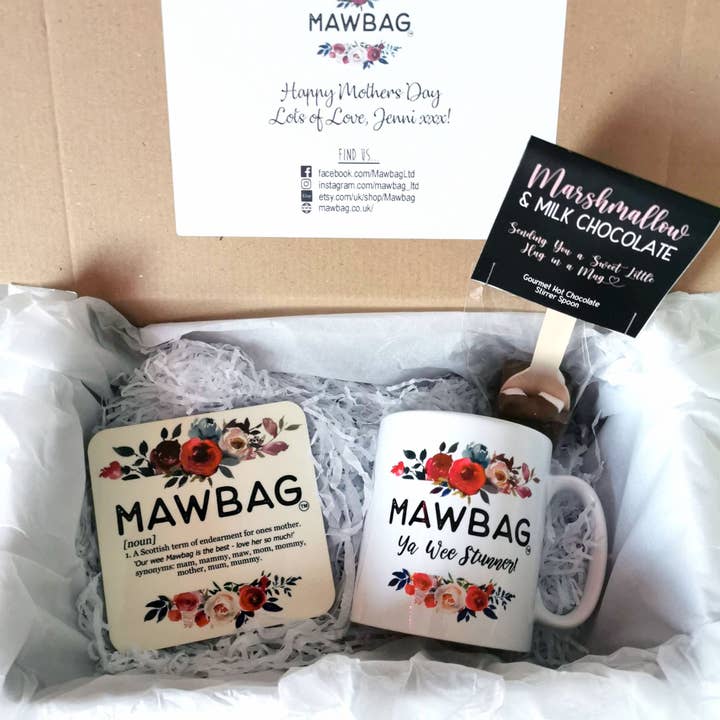 MAWBAG
Happy Mothers Day
Lots of Love, Jenni xxx!
FIND US...
facebook.com/MawbagLtd
instagram.com/mawbag_ltd
etsy.com/uk/shop/Mawbag
mawbag.co.uk/
Marshmallow
& MILK CHOCOLATE
Sending You a Sweet Little
Hug in a Mug
Gourmet Hot Chocolate
Stirrer Spoon
MAWBAG TM
[noun]
1. A Scottish term of endearment for ones mother.
'Our wee Mawbag is the best - love her so much!'
synonyms: mam, mammy, maw, mom, mommy,
mother, mum, mummy.
MAWBAG TM
Ya Wee Stunner!